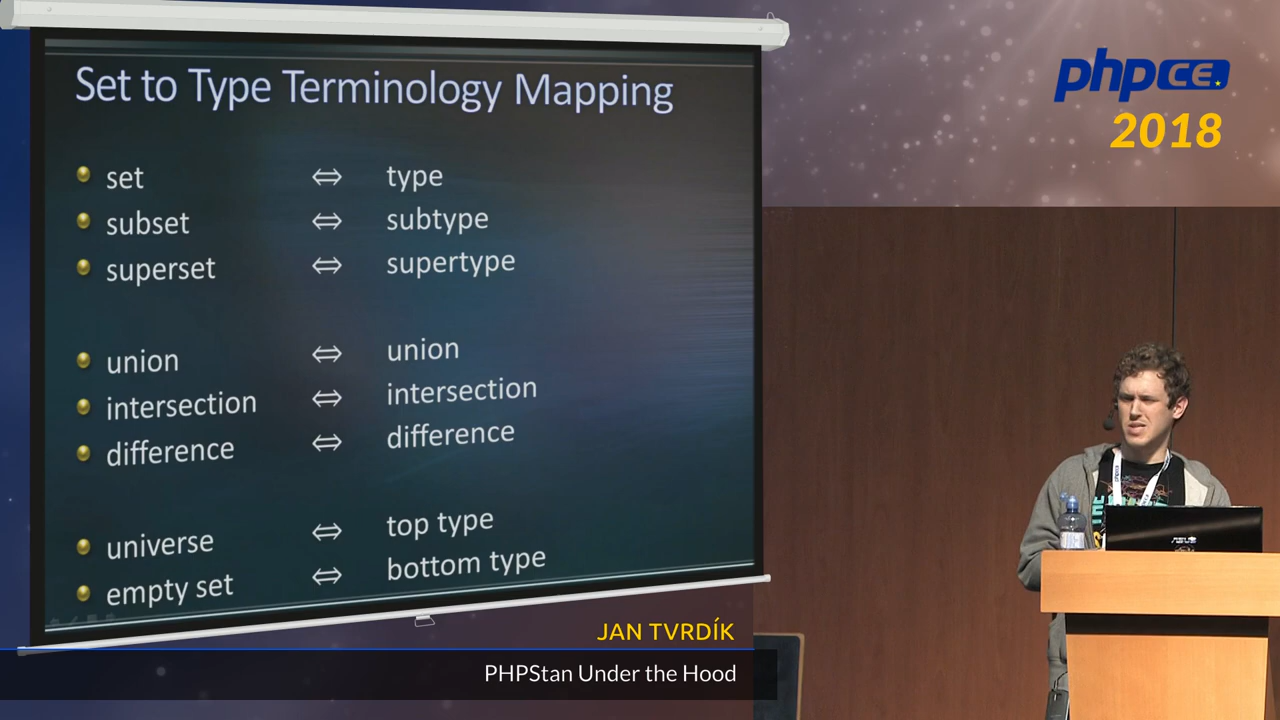 Set to Type Terminology Mapping
set ⇔ type
subset ⇔ subtype
superset ⇔ supertype
union ⇔ union
intersection ⇔ intersection
difference ⇔ difference
universe ⇔ top type
empty set ⇔ bottom type
phpce.
2018
JAN TVRDÍK
PHPStan Under the Hood